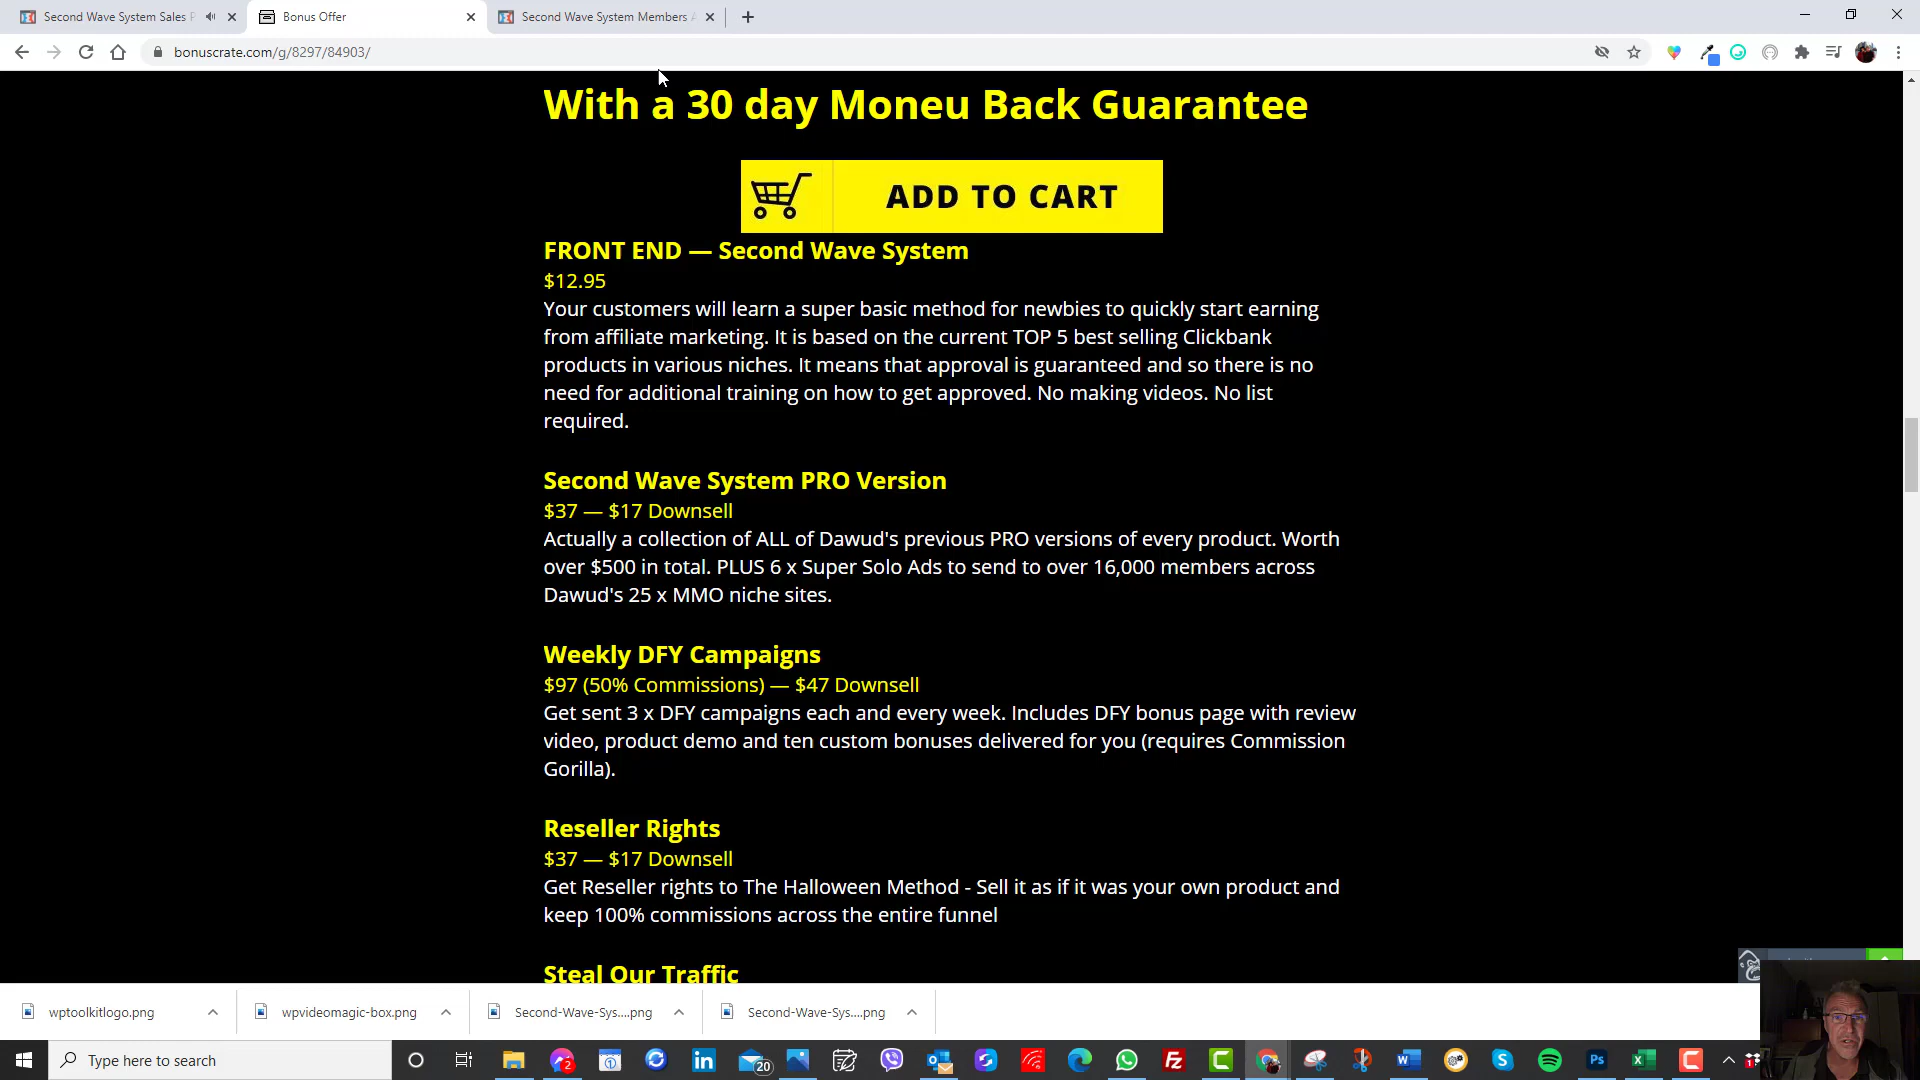 Second Wave System Sales P
Bonus Offer
Second Wave System Members A
bonuscrate.com/g/8297/84903/
With a 30 day Moneu Back Guarantee
ADD TO CART
FRONT END — Second Wave System
$12.95
Your customers will learn a super basic method for newbies to quickly start earning
from affiliate marketing. It is based on the current TOP 5 best selling Clickbank
products in various niches. It means that approval is guaranteed and so there is no
need for additional training on how to get approved. No making videos. No list
required.
Second Wave System PRO Version
$37 — $17 Downsell
Actually a collection of ALL of Dawud's previous PRO versions of every product. Worth
over $500 in total. PLUS 6 x Super Solo Ads to send to over 16,000 members across
Dawud's 25 x MMO niche sites.
Weekly DFY Campaigns
$97 (50% Commissions) — $47 Downsell
Get sent 3 x DFY campaigns each and every week. Includes DFY bonus page with review
video, product demo and ten custom bonuses delivered for you (requires Commission
Gorilla).
Reseller Rights
$37 — $17 Downsell
Get Reseller rights to The Halloween Method - Sell it as if it was your own product and
keep 100% commissions across the entire funnel
Steal Our Traffic
wptoolkitlogo.png
wpvideomagic-box.png
Second-Wave-Sys....png
Second-Wave-Sys....png
Type here to search
2
20